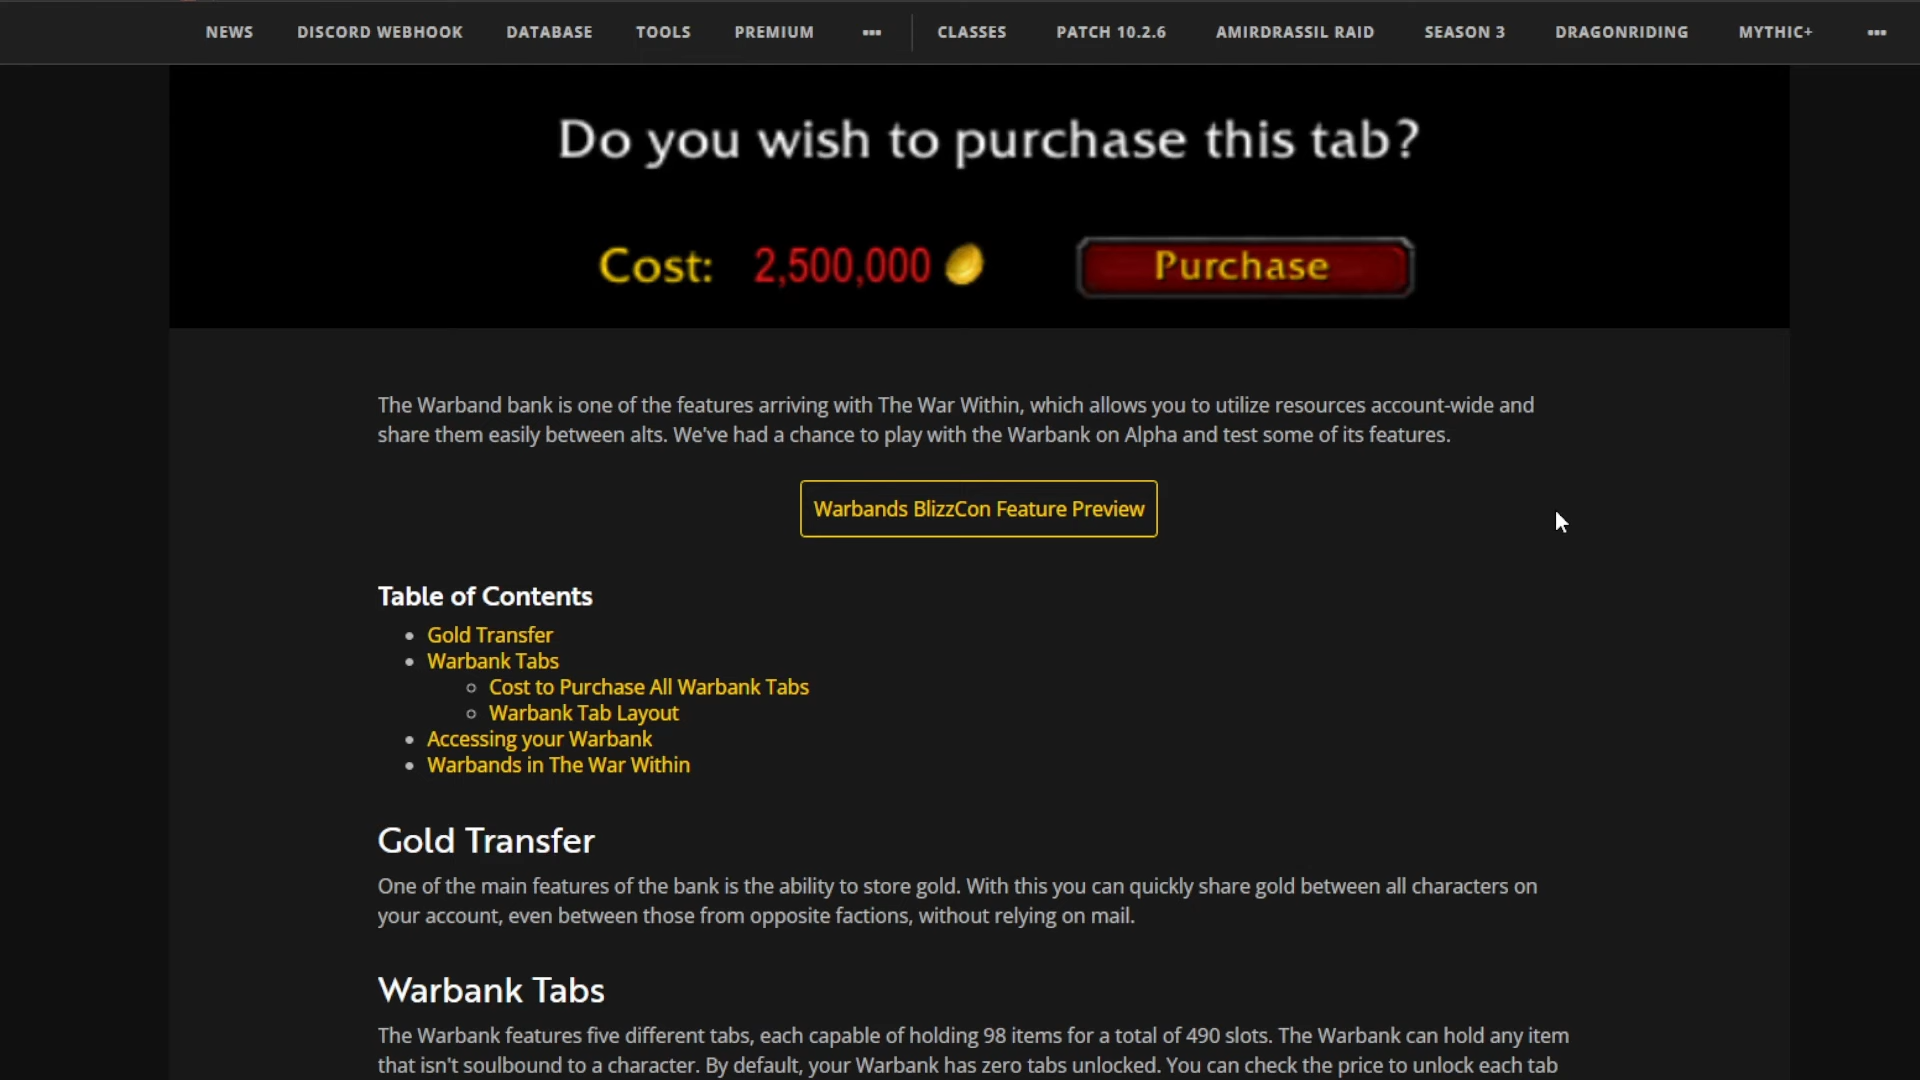 NEWS DISCORD WEBHOOK DATABASE TOOLS PREMIUM ••• CLASSES PATCH 10.2.6 AMIRDRASSIL RAID SEASON 3 DRAGONRIDING MYTHIC+ •••
Do you wish to purchase this tab?
Cost: 2,500,000 Purchase
The Warband bank is one of the features arriving with The War Within, which allows you to utilize resources account-wide and
share them easily between alts. We've had a chance to play with the Warbank on Alpha and test some of its features.
Warbands BlizzCon Feature Preview
Table of Contents
Gold Transfer
Warbank Tabs
Cost to Purchase All Warbank Tabs
Warbank Tab Layout
Accessing your Warbank
Warbands in The War Within
Gold Transfer
One of the main features of the bank is the ability to store gold. With this you can quickly share gold between all characters on
your account, even between those from opposite factions, without relying on mail.
Warbank Tabs
The Warbank features five different tabs, each capable of holding 98 items for a total of 490 slots. The Warbank can hold any item
that isn't soulbound to a character. By default, your Warbank has zero tabs unlocked. You can check the price to unlock each tab